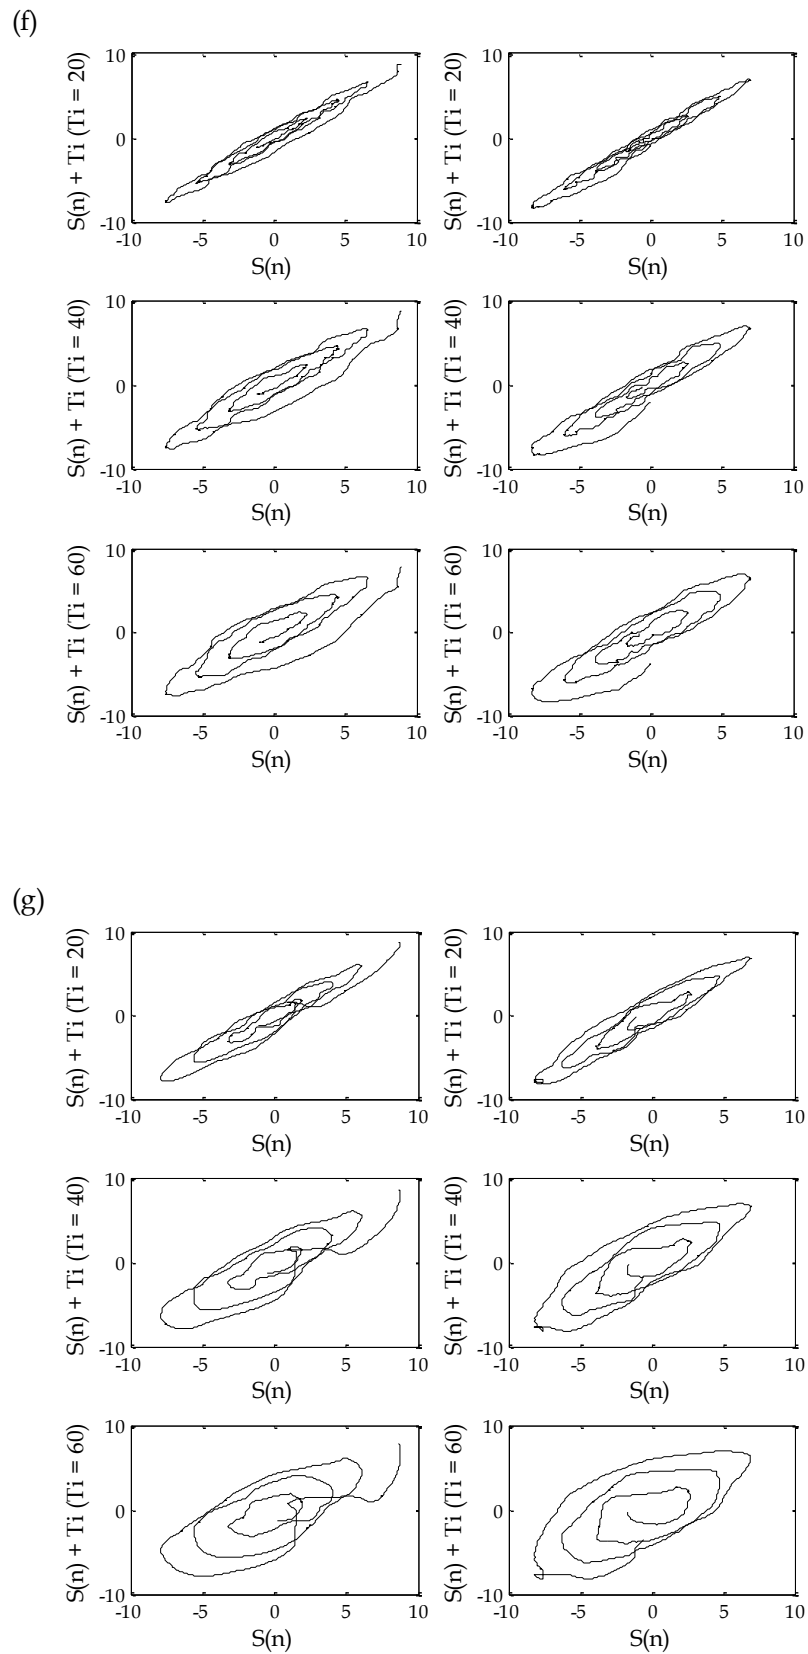 (f)
S(n) + Ti (Ti = 20)
10
0
-10
-10 -5 0 5 10
S(n)
S(n) + Ti (Ti = 20)
10
0
-10
-10 -5 0 5 10
S(n)
S(n) + Ti (Ti = 40)
10
0
-10
-10 -5 0 5 10
S(n)
S(n) + Ti (Ti = 40)
10
0
-10
-10 -5 0 5 10
S(n)
S(n) + Ti (Ti = 60)
10
0
-10
-10 -5 0 5 10
S(n)
S(n) + Ti (Ti = 60)
10
0
-10
-10 -5 0 5 10
S(n)
(g)
S(n) + Ti (Ti = 20)
10
0
-10
-10 -5 0 5 10
S(n)
S(n) + Ti (Ti = 20)
10
0
-10
-10 -5 0 5 10
S(n)
S(n) + Ti (Ti = 40)
10
0
-10
-10 -5 0 5 10
S(n)
S(n) + Ti (Ti = 40)
10
0
-10
-10 -5 0 5 10
S(n)
S(n) + Ti (Ti = 60)
10
0
-10
-10 -5 0 5 10
S(n)
S(n) + Ti (Ti = 60)
10
0
-10
-10 -5 0 5 10
S(n)